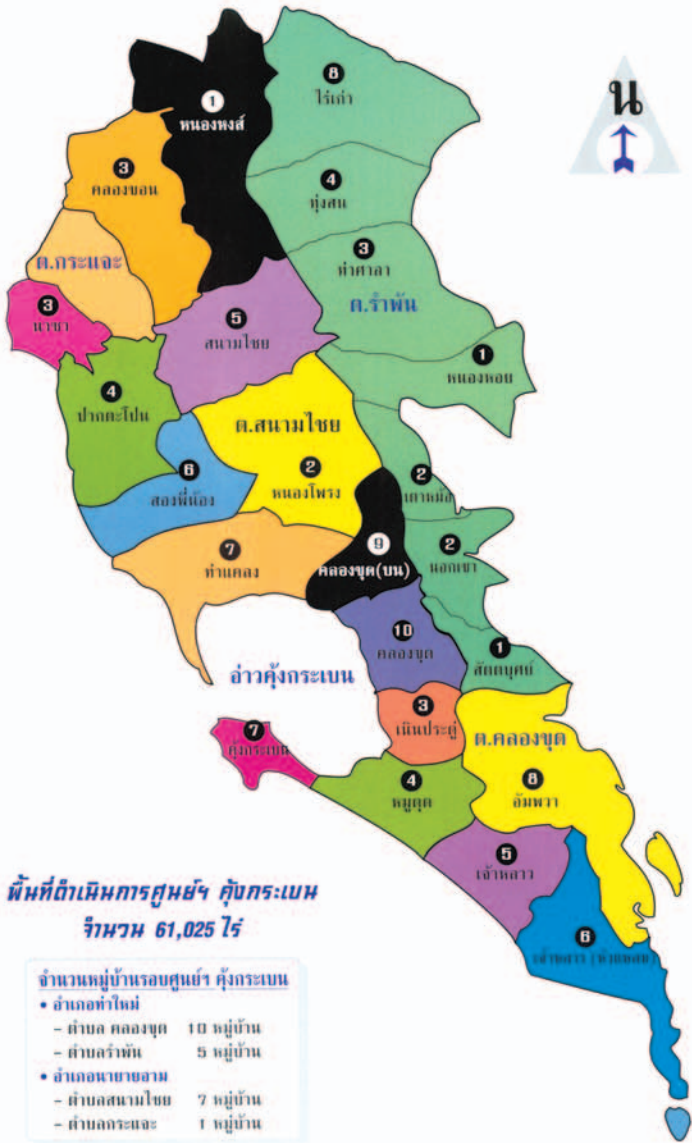 น
8
ไร่เก่า
1
หนองหงส์
3
คลองขอน
4
ทุ่งสน
3
ท่าศาลา
ต.กระแจะ
ต.รำพัน
3
นาซา
5
สนามไชย
1
หนองหอย
4
ปากตะโปน
ต.สนามไชย
2
หนองโพรง
6
สองพี่น้อง
2
เตาหม้อ
7
ท่าแคลง
9
คลองขุด(บน)
2
นอกเขา
10
คลองขุด
1
สัตตบุศย์
อ่าวคุ้งกระเบน
3
เนินประดู่
7
คุ้งกระเบน
ต.คลองขุด
4
หมูดุด
8
อัมพวา
5
เจ้าหลาว
6
พื้นที่ดำเนินการศูนย์ฯ คุ้งกระเบน
จำนวน 61,025 ไร่
จำนวนหมู่บ้านรอบศูนย์ฯ คุ้งกระเบน
• อำเภอท่าใหม่
- ตำบล คลองขุด 10 หมู่บ้าน
- ตำบลรำพัน 5 หมู่บ้าน
• อำเภอนายายอาม
- ตำบลสนามไชย 7 หมู่บ้าน
- ตำบลกระแจะ 1 หมู่บ้าน